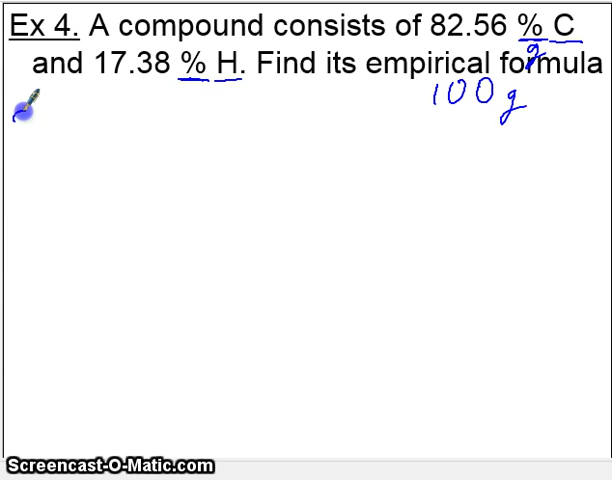 Ex 4. A compound consists of 82.56 % C
g
and 17.38 % H. Find its empirical formula
100 g
Screencast-O-Matic.com